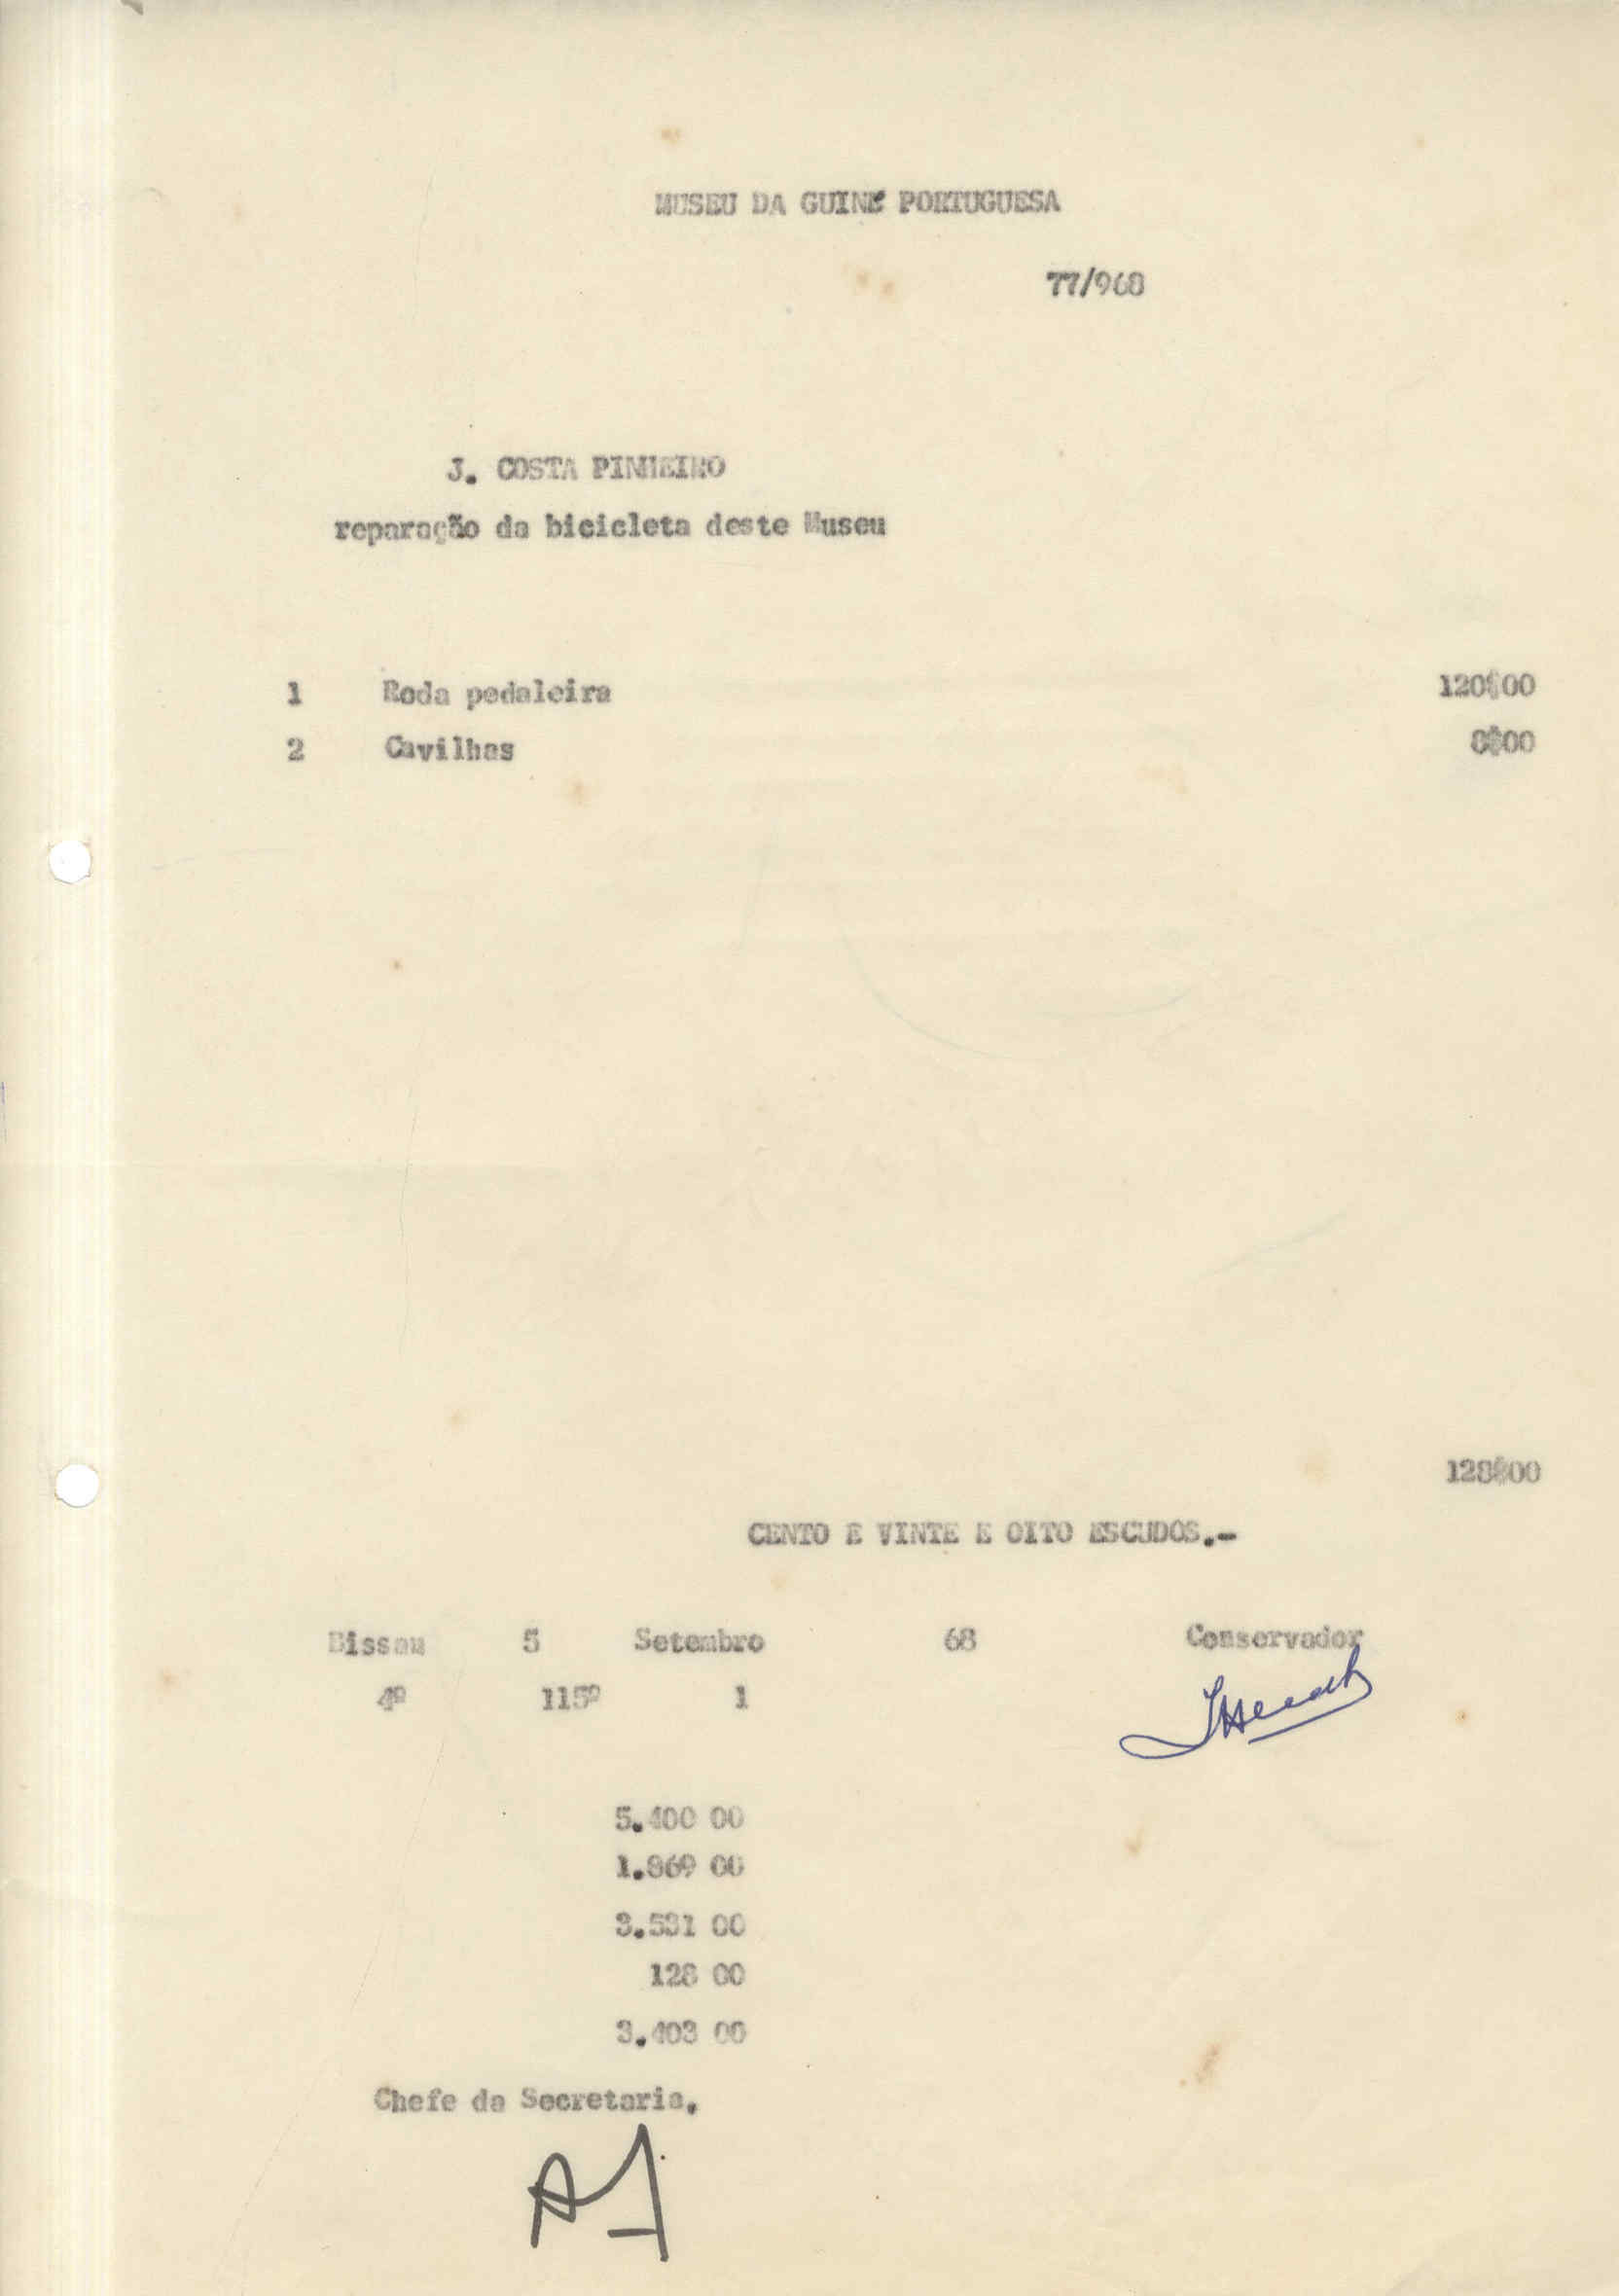 MUSEU DA GUINÉ PORTUGUESA
77/968
J. COSTA PINHEIRO
reparação da bicicleta deste Museu
1 Roda pedaleira 120$00
2 Cavilhas 8$00
128$00
CENTO E VINTE E OITO ESCUDOS.-
Bissau 5 Setembro 68 Conservador
4º 115º 1
5.400 00
1.869 00
3.531 00
128 00
3.403 00
Chefe da Secretaria,